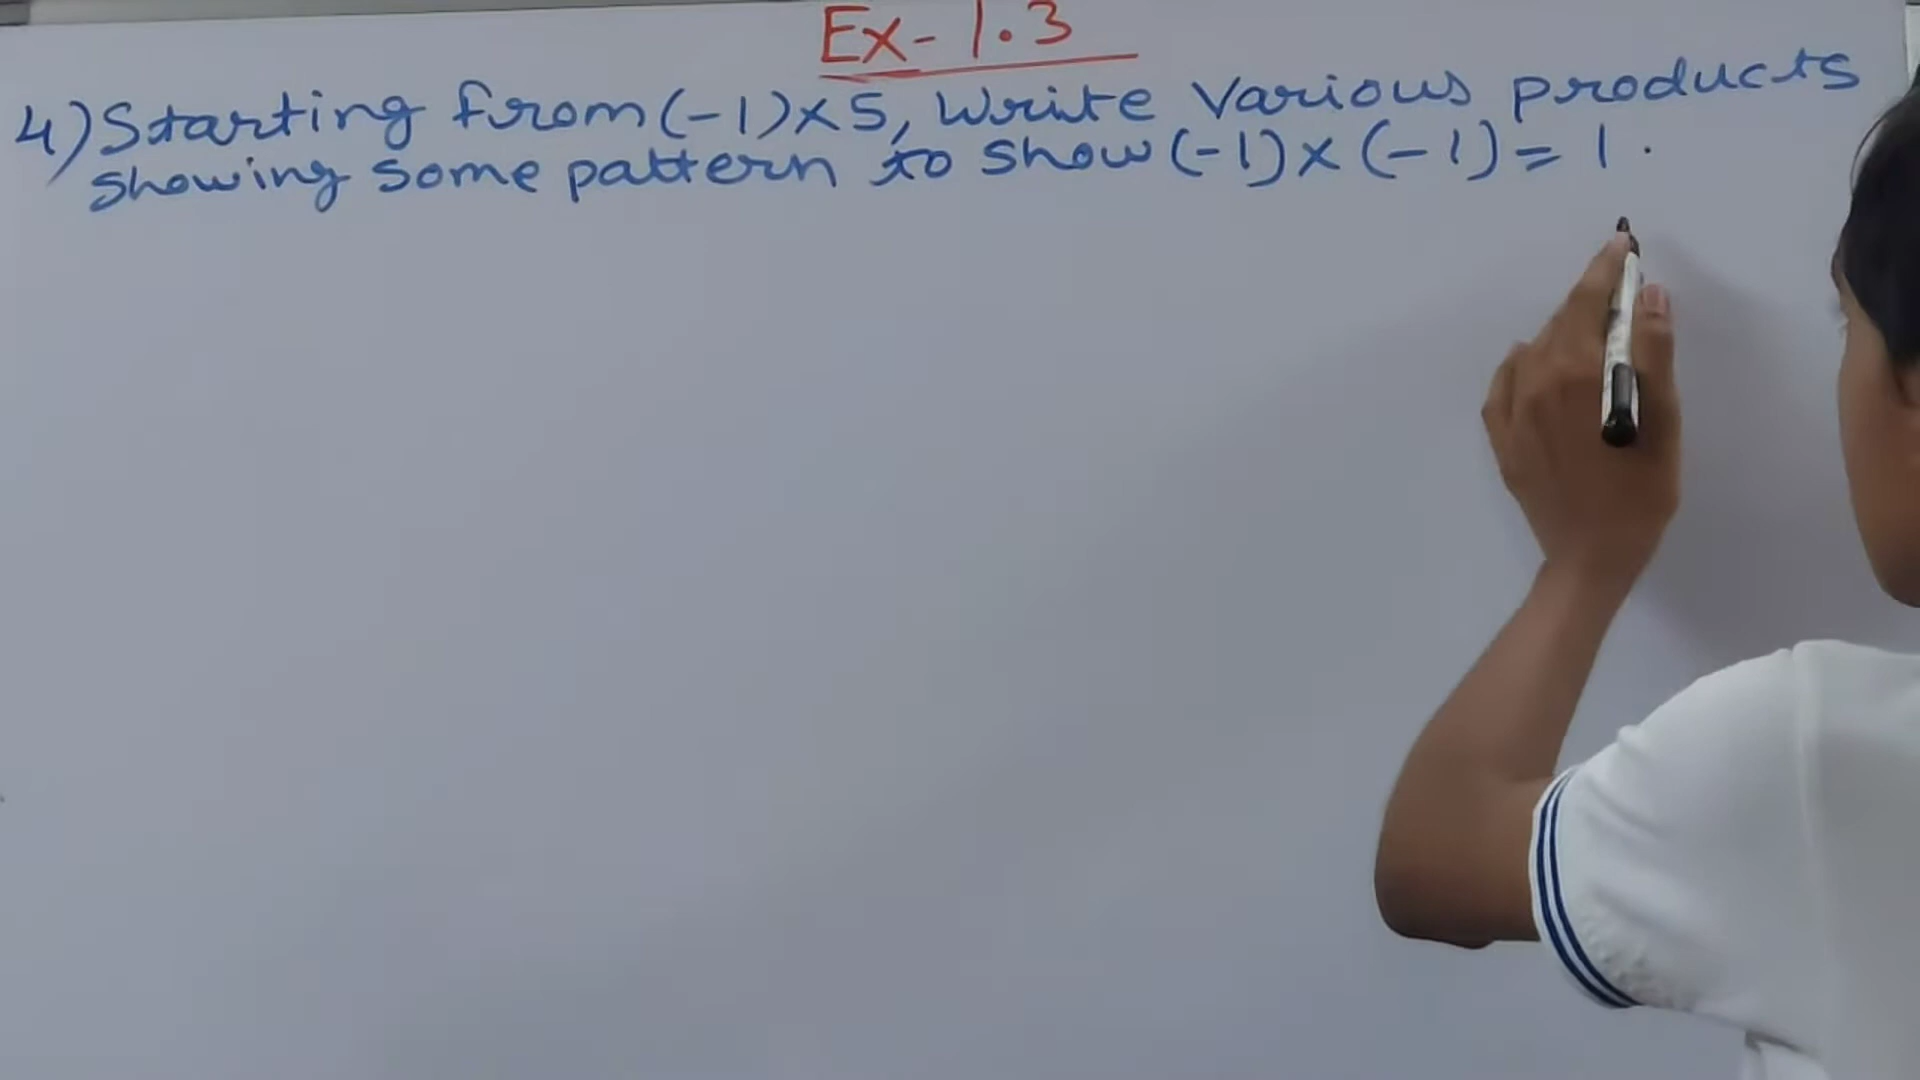 Ex-1.3
4) Starting from (-1)×5, Write Various products
showing some pattern to show (-1)×(-1)=1.